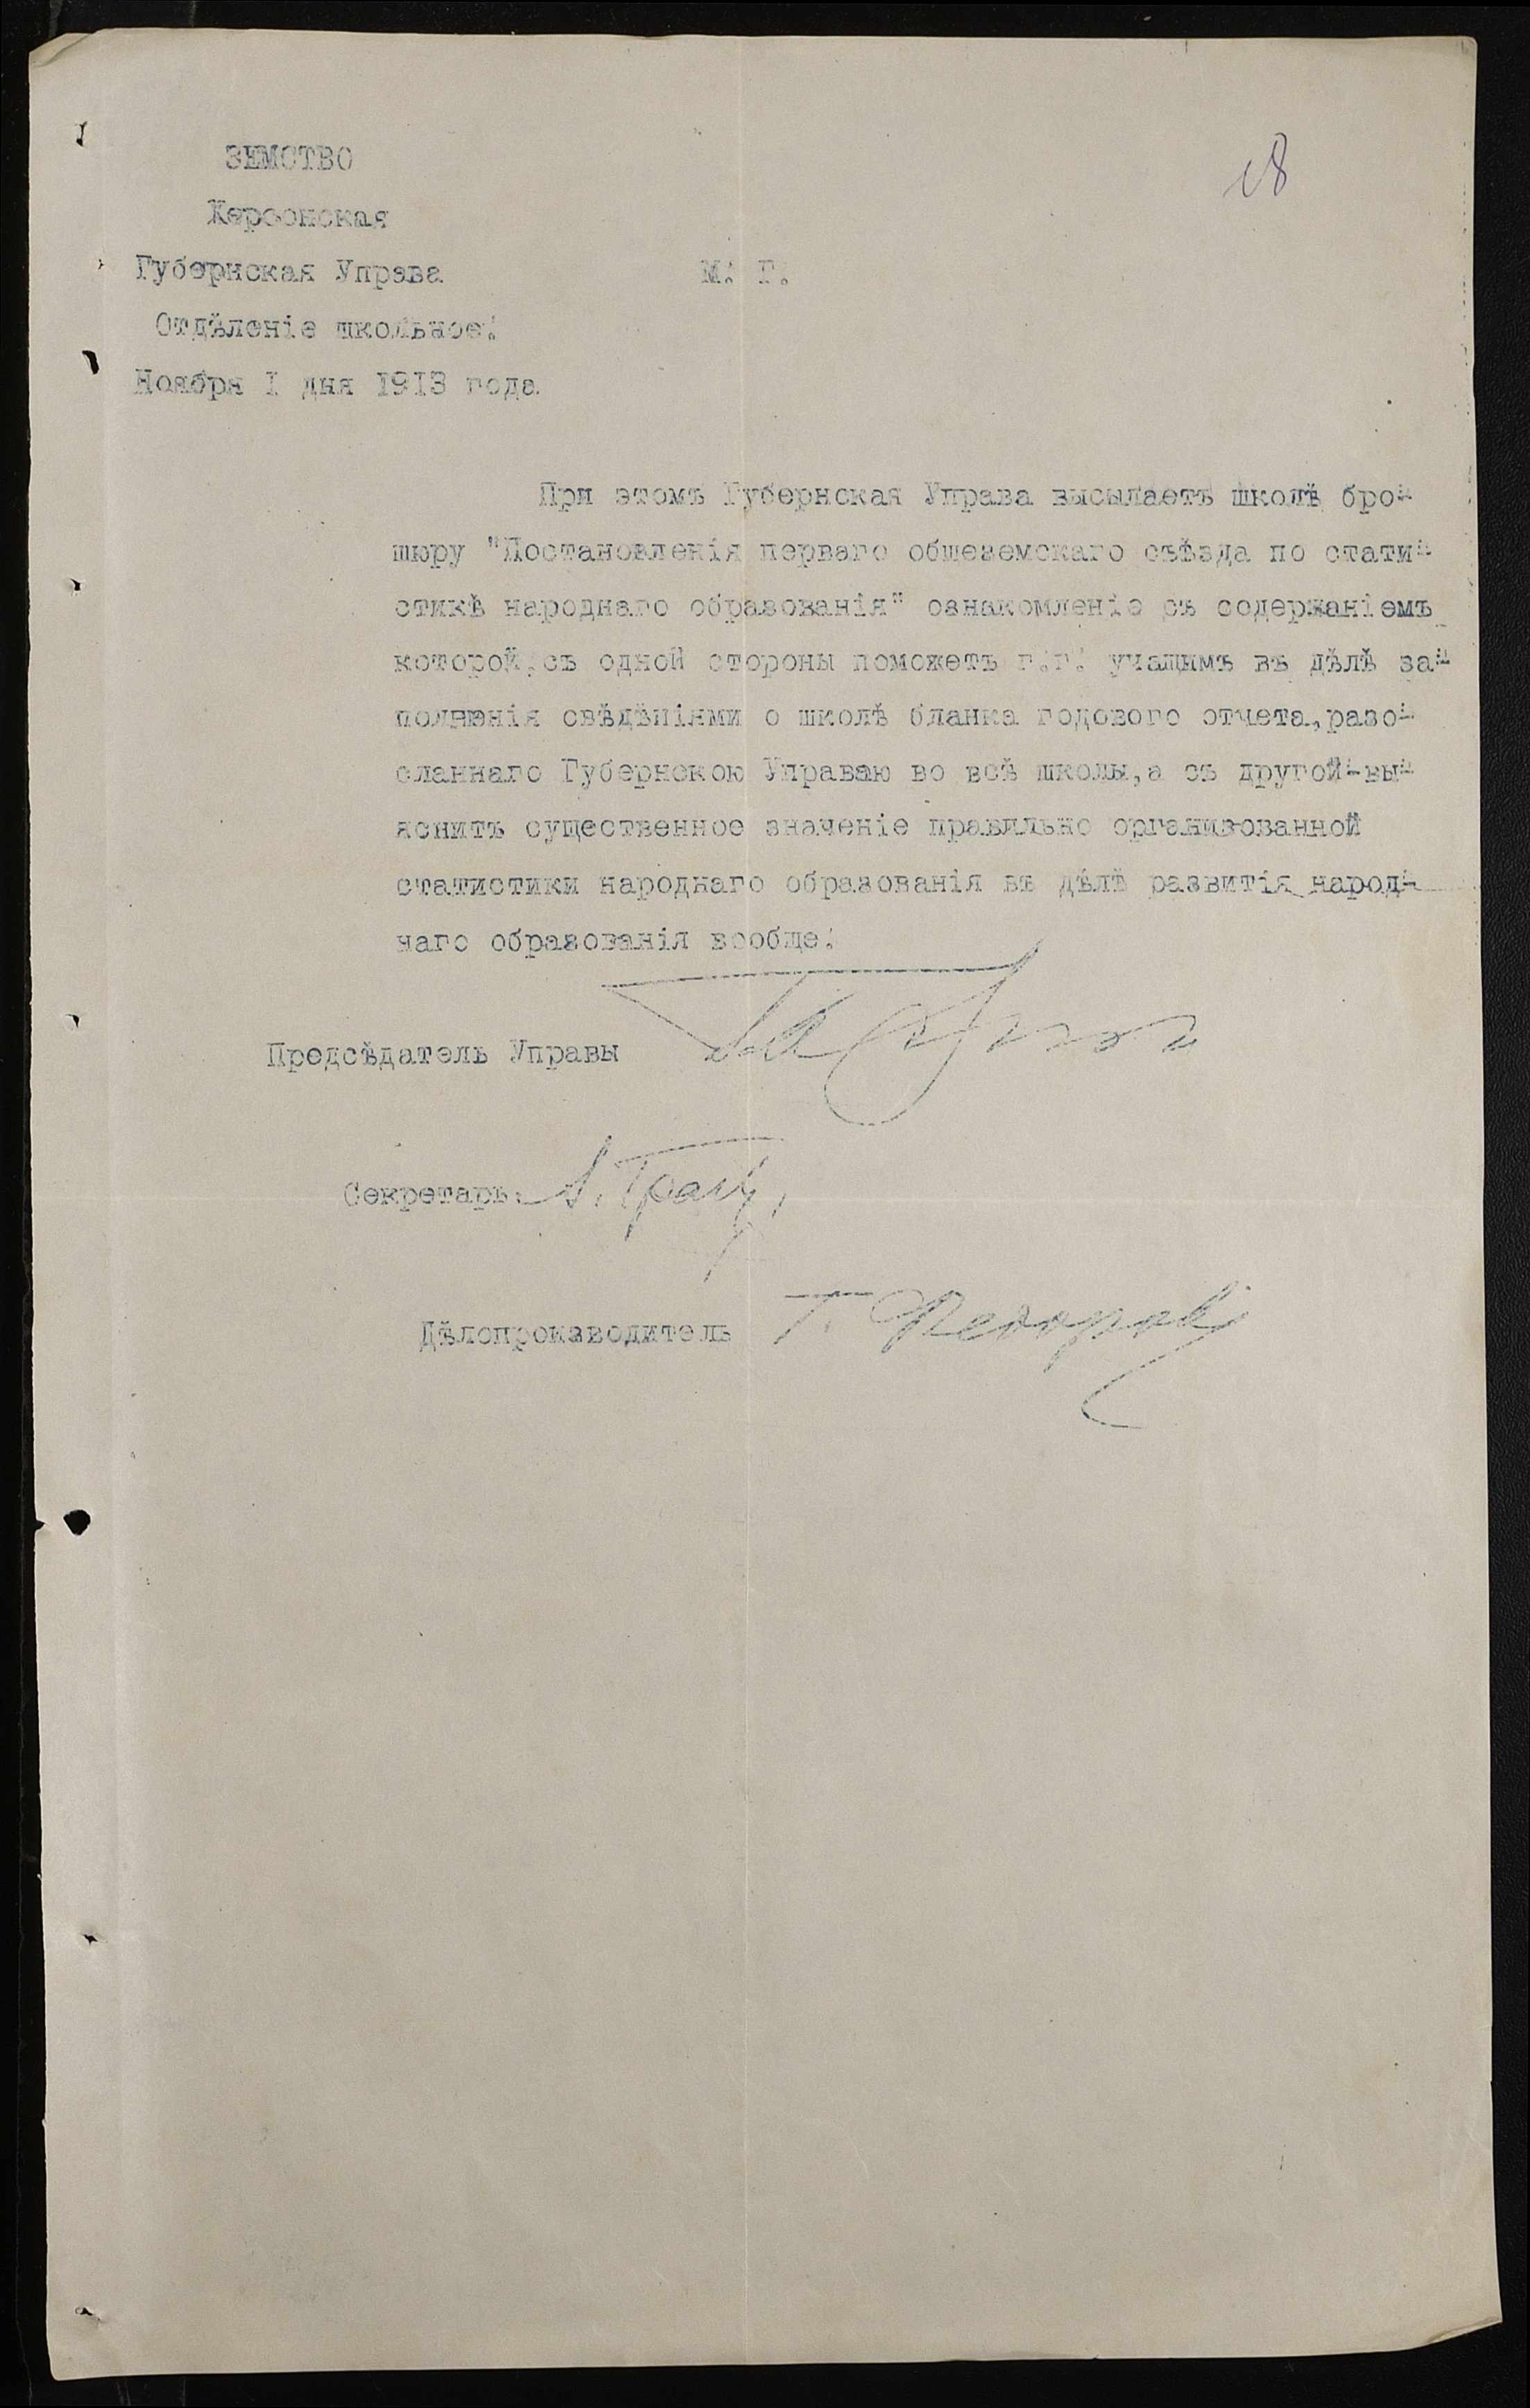 18
ЗЕМСТВО
Херсонская
Губернская Управа
М. Г.
Отдѣленіе школьное.
Ноября I дня 1913 года
При этомъ Губернская Управа высылаетъ школѣ бро-
шюру "Постановленія перваго общеземскаго съѣзда по стати-
стикѣ народнаго образованія" ознакомленіе съ содержаніемъ
которой,съ одной стороны поможетъ г.г. учащимъ въ дѣлѣ за-
полненія свѣдѣніями о школѣ бланка годового отчета,разо-
сланнаго Губернскою Управаю во всѣ школы,а съ другой-вы-
яснитъ существенное значеніе правильно организованной
статистики народнаго образованія въ дѣлѣ развитія народ-
наго образованія вообще.
Предсѣдатель Управы
Секретарь:
Дѣлопроизводитель Т. Федоровъ